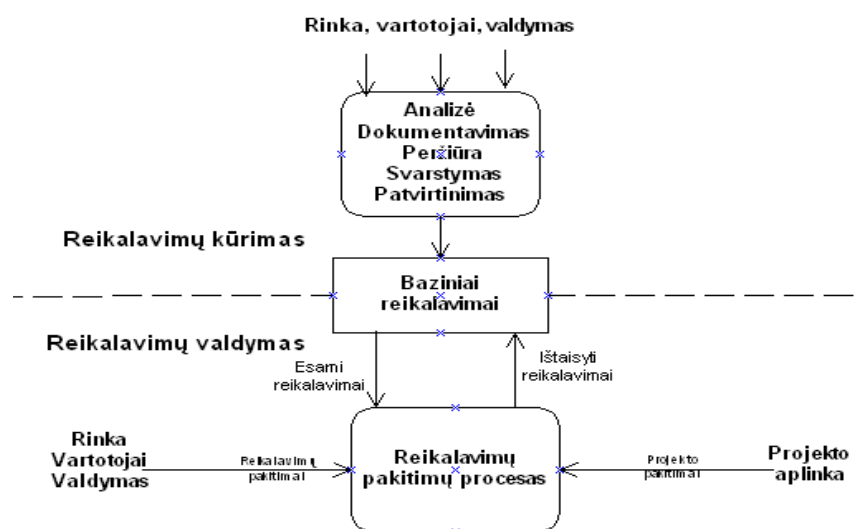 Rinka, vartotojai, valdymas
Analizė
Dokumentavimas
Peržiūra
Svarstymas
Patvirtinimas
Reikalavimų kūrimas
Baziniai
reikalavimai
Reikalavimų valdymas
Esami
reikalavimai
Ištaisyti
reikalavimai
Rinka
Vartotojai
Valdymas
Reikalavimų
pakitimai
Reikalavimų
pakitimų procesas
Projekto
pakitimai
Projekto
aplinka